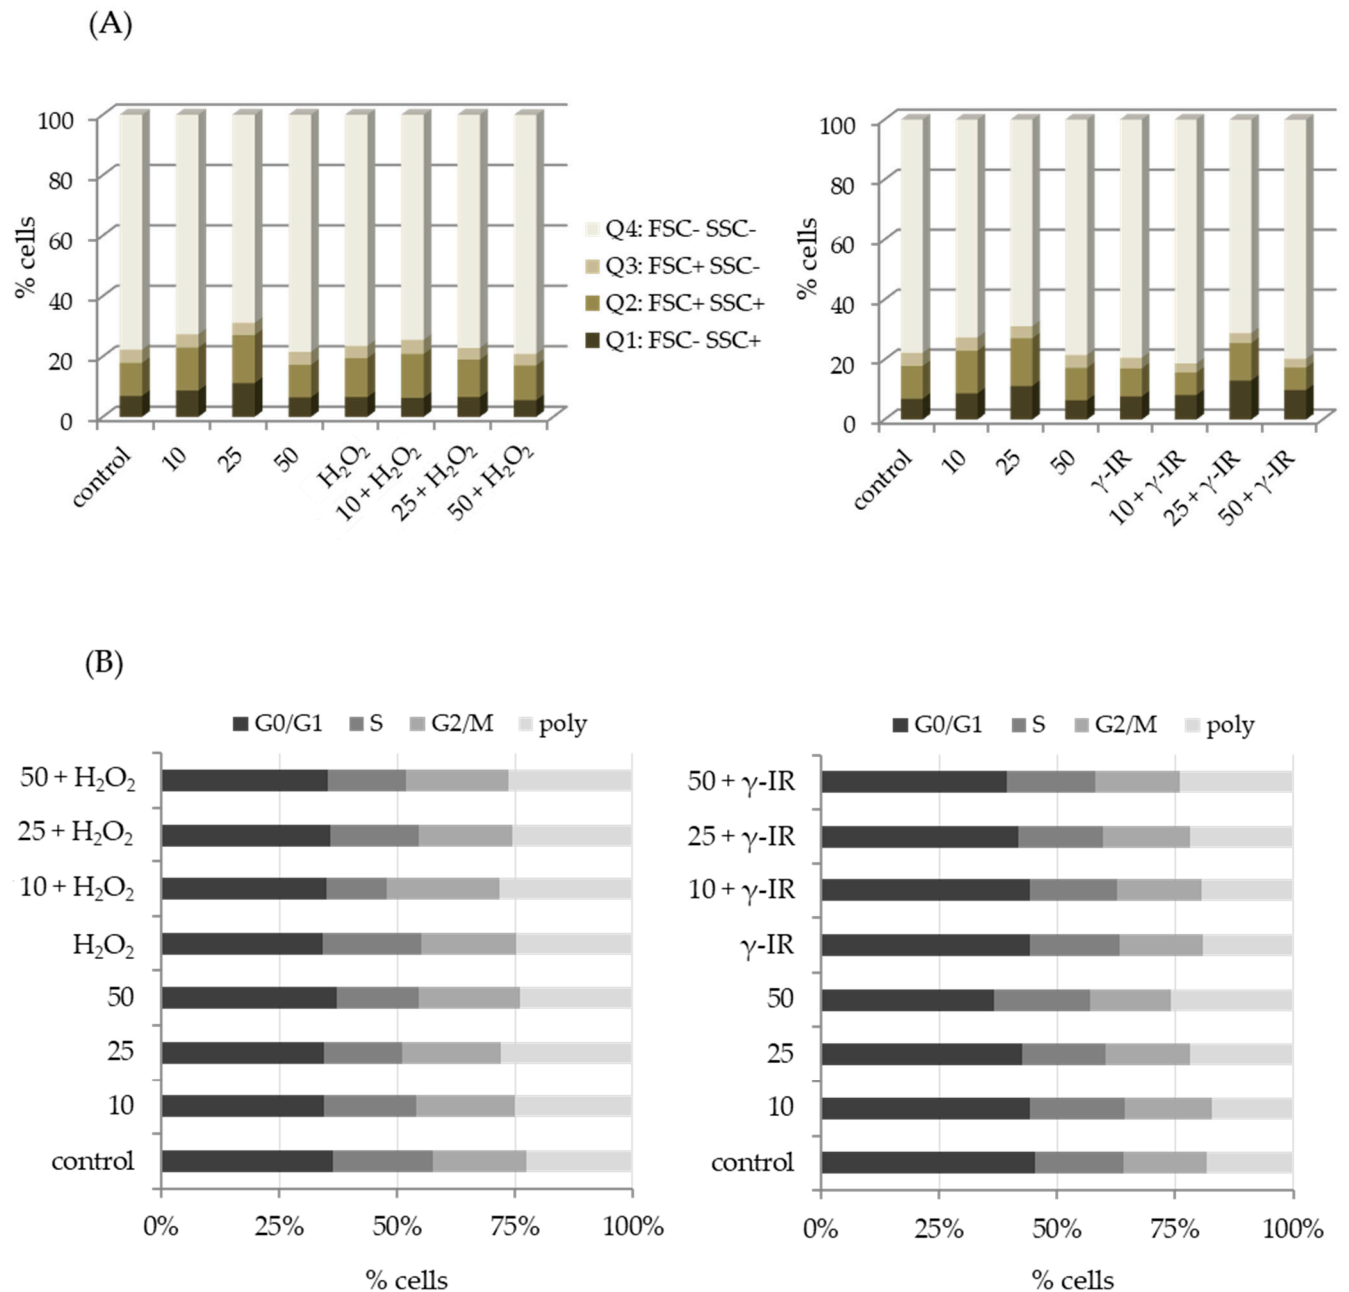 (A)
100
80
60
40
20
0
% cells
control
10
25
50
H₂O₂
10 + H₂O₂
25 + H₂O₂
50 + H₂O₂
Q4: FSC- SSC-
Q3: FSC+ SSC-
Q2: FSC+ SSC+
Q1: FSC- SSC+
100
80
60
40
20
0
% cells
control
10
25
50
γ-IR
10 + γ-IR
25 + γ-IR
50 + γ-IR
(B)
G0/G1 S G2/M poly
50 + H₂O₂
25 + H₂O₂
10 + H₂O₂
H₂O₂
50
25
10
control
0% 25% 50% 75% 100%
% cells
G0/G1 S G2/M poly
50 + γ-IR
25 + γ-IR
10 + γ-IR
γ-IR
50
25
10
control
0% 25% 50% 75% 100%
% cells